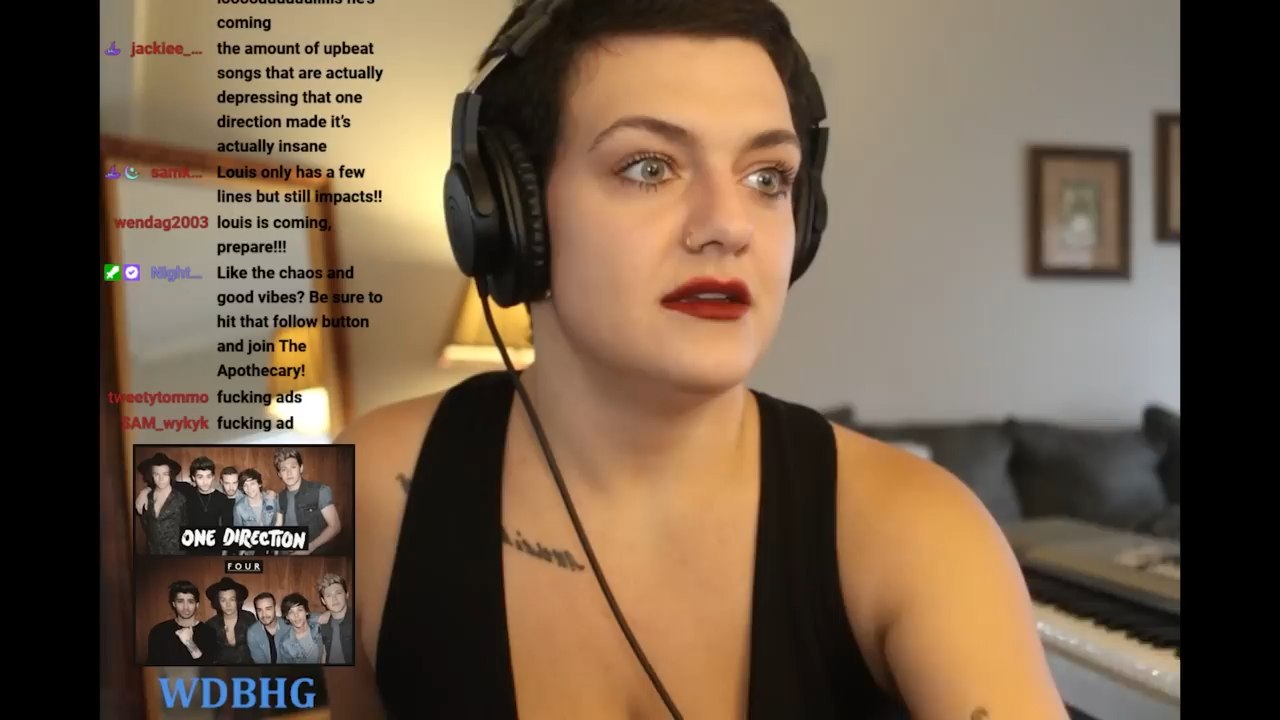 coming
jackiee_… the amount of upbeat
songs that are actually
depressing that one
direction made it's
actually insane
samk… Louis only has a few
lines but still impacts!!
wendag2003 louis is coming,
prepare!!!
Night… Like the chaos and
good vibes? Be sure to
hit that follow button
and join The
Apothecary!
tweetytommo fucking ads
SAM_wykyk fucking ad
ONE DIRECTION
FOUR
WDBHG